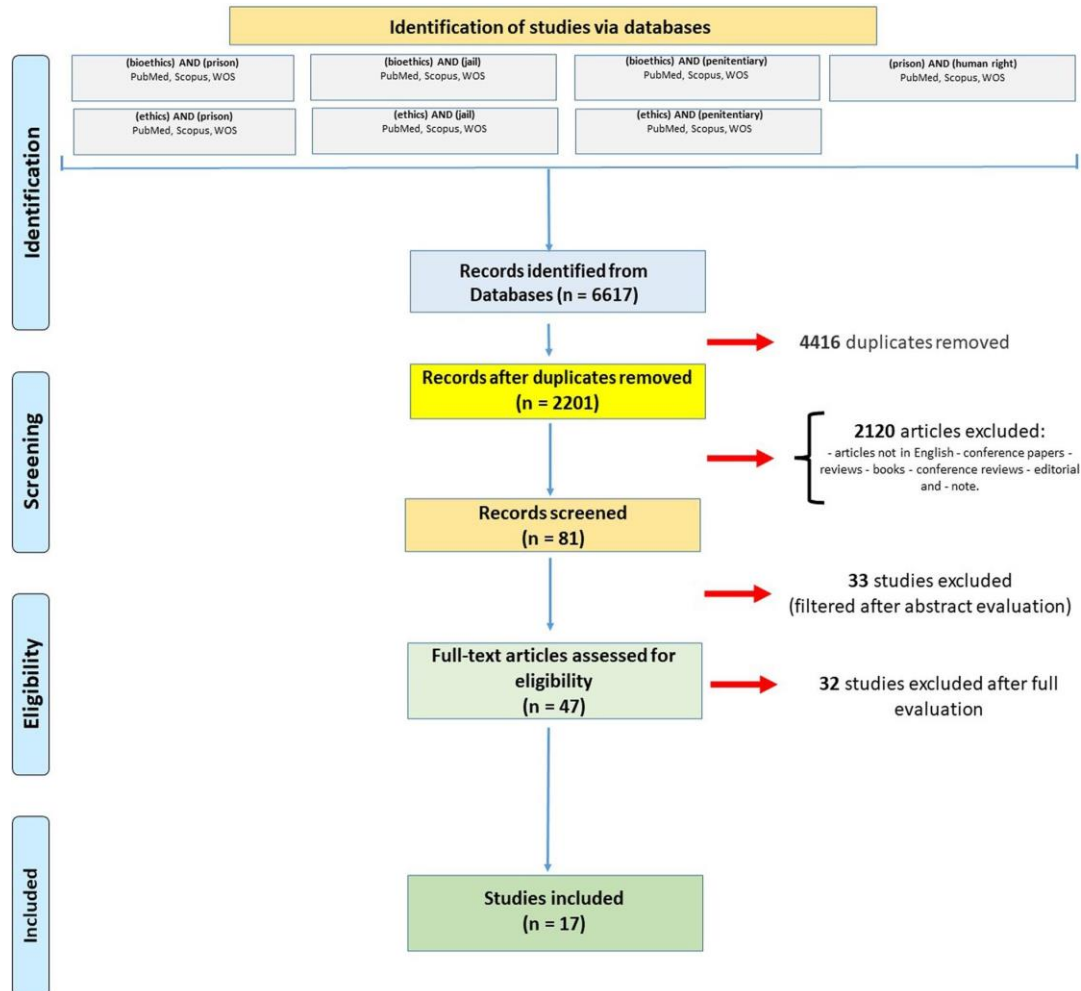 Identification of studies via databases
Identification
(bioethics) AND (prison)
PubMed, Scopus, WOS
(bioethics) AND (jail)
PubMed, Scopus, WOS
(bioethics) AND (penitentiary)
PubMed, Scopus, WOS
(prison) AND (human right)
PubMed, Scopus, WOS
(ethics) AND (prison)
PubMed, Scopus, WOS
(ethics) AND (jail)
PubMed, Scopus, WOS
(ethics) AND (penitentiary)
PubMed, Scopus, WOS
Records identified from
Databases (n = 6617)
4416 duplicates removed
Screening
Records after duplicates removed
(n = 2201)
2120 articles excluded:
- articles not in English - conference papers -
reviews - books - conference reviews - editorial
and - note.
Records screened
(n = 81)
33 studies excluded
(filtered after abstract evaluation)
Eligibility
Full-text articles assessed for
eligibility
(n = 47)
32 studies excluded after full
evaluation
Included
Studies included
(n = 17)